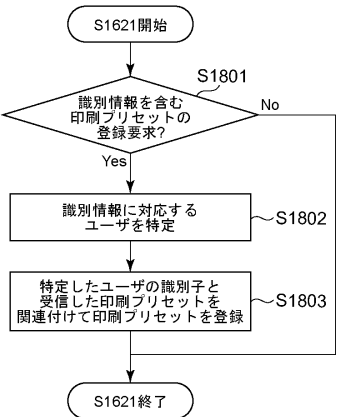 S1621開始
S1801
識別情報を含む
印刷プリセットの
登録要求?
No
Yes
識別情報に対応する
ユーザを特定
S1802
特定したユーザの識別子と
受信した印刷プリセットを
関連付けて印刷プリセットを登録
S1803
S1621終了